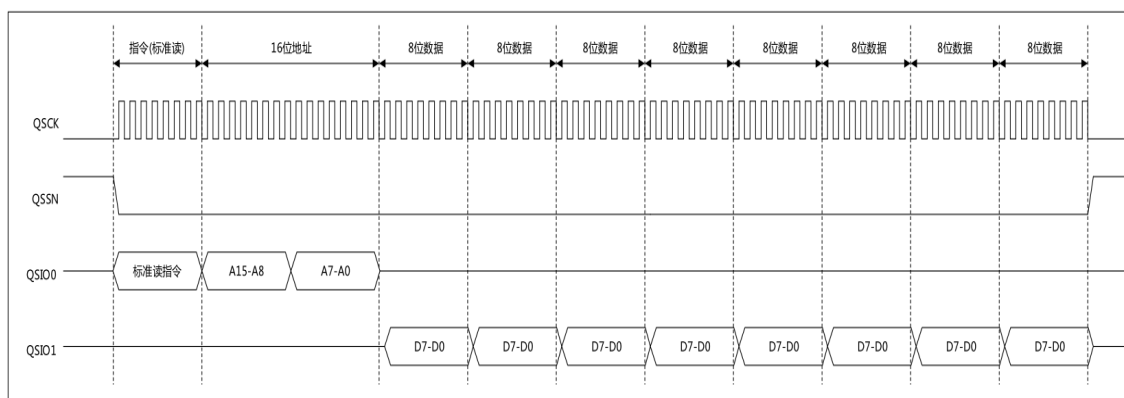 指令(标准读) 16位地址 8位数据 8位数据 8位数据 8位数据 8位数据 8位数据 8位数据 8位数据
QSCK
QSSN
QSIO0 标准读指令 A15-A8 A7-A0
QSIO1 D7-D0 D7-D0 D7-D0 D7-D0 D7-D0 D7-D0 D7-D0 D7-D0